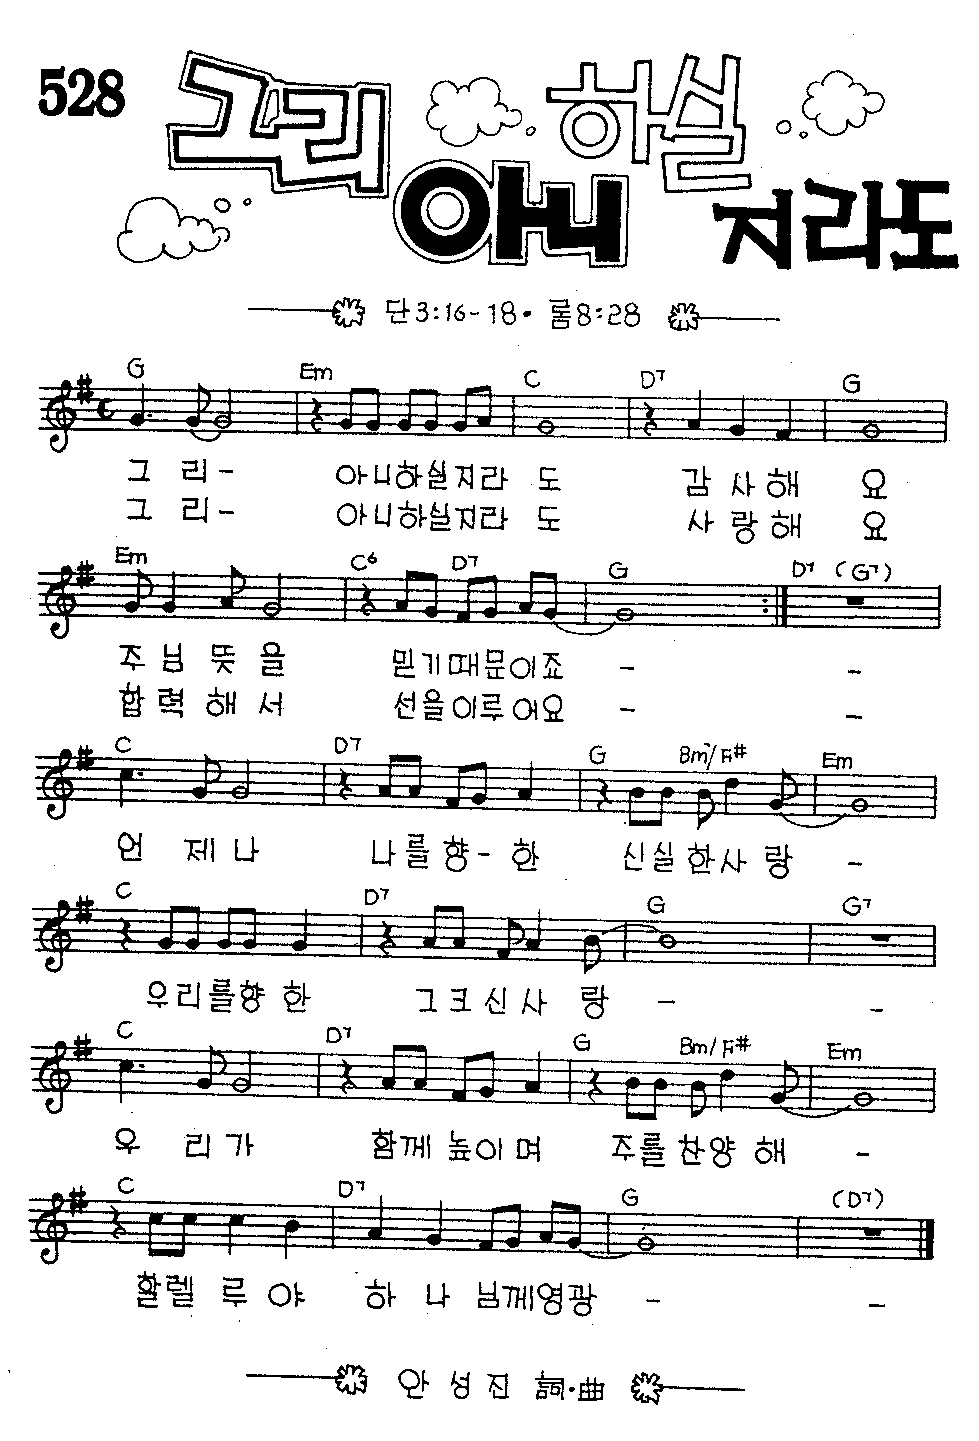 528
그리 하실
아니 지라도
단3:16-18· 롬8:28
G Em C D7 G
그 리 - 아니하실지라 도 감 사 해 요
그 리 - 아니하실지라 도 사 랑 해 요
Em C6 D7 G D7 (G7)
주 님 뜻 을 믿기때문이죠 - -
합 력 해 서 선을이루어요 - -
C D7 G Bm7/F# Em
언 제 나 나 를 향 - 한 신 실 한 사 랑 -
C D7 G G7
우 리 를 향 한 그 크 신 사 랑 - -
C D7 G Bm/F# Em
우 리 가 함께 높이며 주를 찬양 해 -
C D7 G (D7)
할렐 루 야 하 나 님께영광 - -
안 성 진 詞·曲